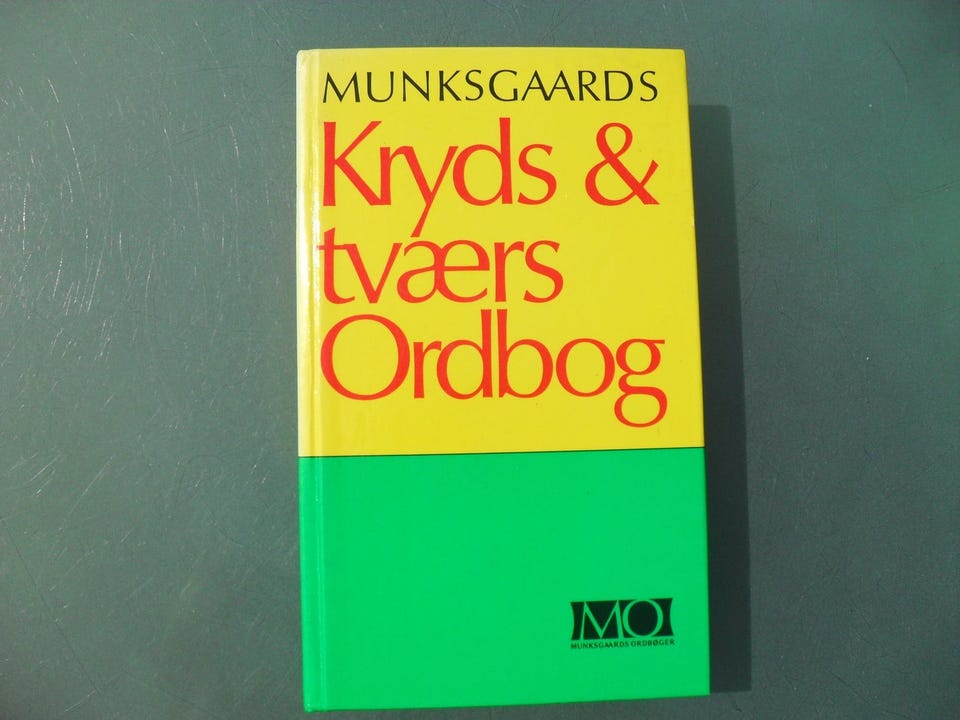 MUNKSGAARDS
Kryds &
tværs
Ordbog
MO
MUNKSGAARDS ORDBØGER